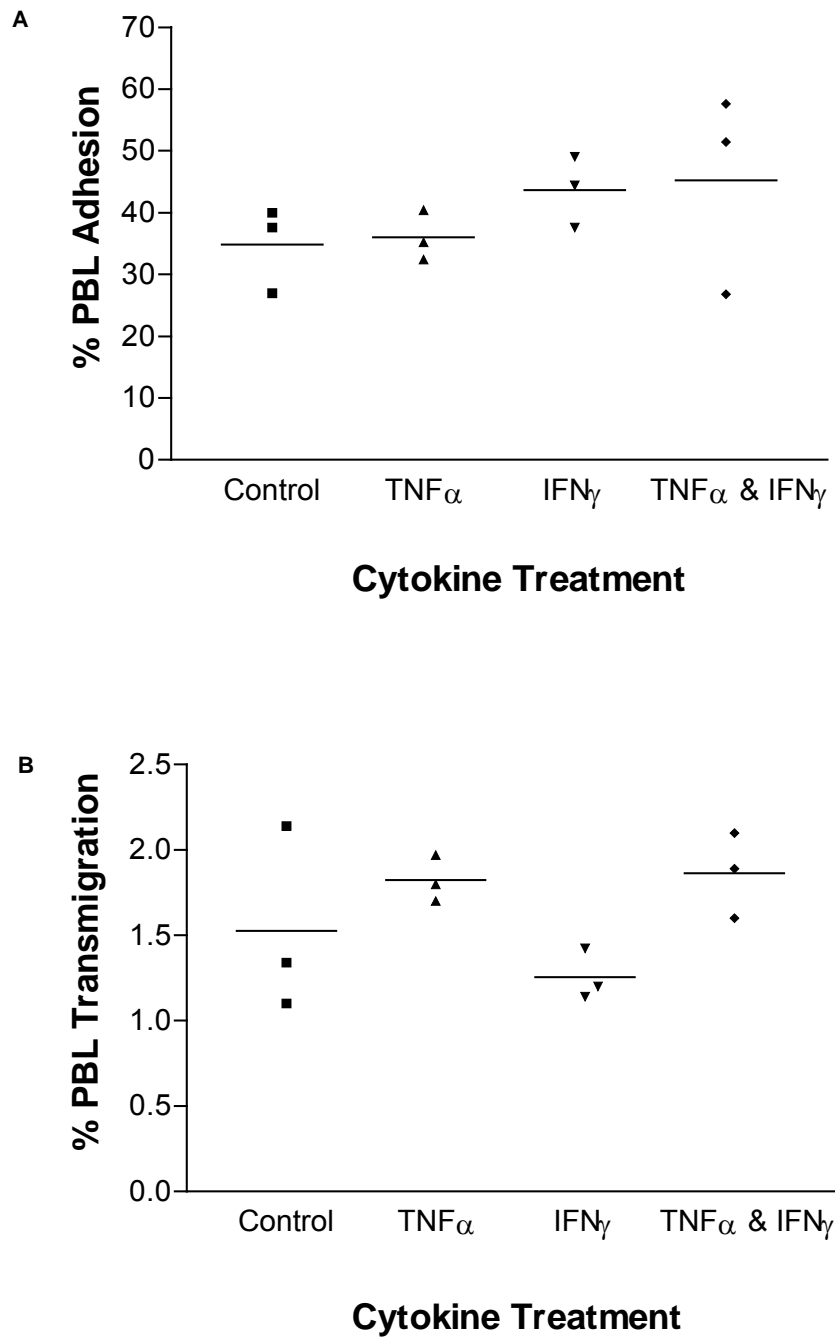 A
% PBL Adhesion
70
60
50
40
30
20
10
0
Control TNFα IFNγ TNFα & IFNγ
Cytokine Treatment
B
% PBL Transmigration
2.5
2.0
1.5
1.0
0.5
0.0
Control TNFα IFNγ TNFα & IFNγ
Cytokine Treatment